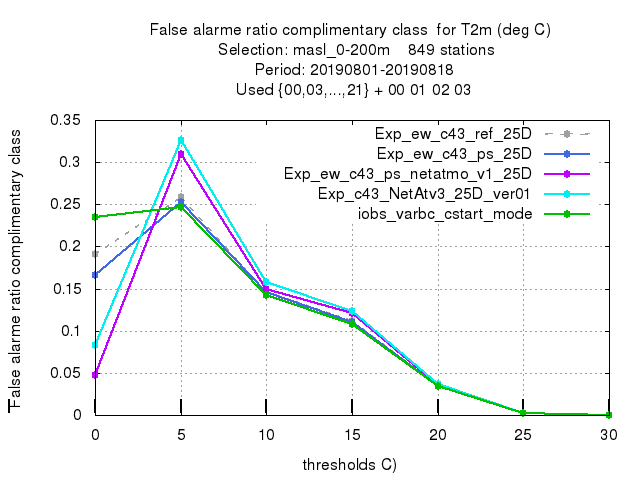 False alarme ratio complimentary class  for T2m (deg C)
Selection: masl_0-200m    849 stations
Period: 20190801-20190818
Used {00,03,...,21} + 00 01 02 03
False alarme ratio complimentary class
0.35
0.3
0.25
0.2
0.15
0.1
0.05
0
Exp_ew_c43_ref_25D
Exp_ew_c43_ps_25D
Exp_ew_c43_ps_netatmo_v1_25D
Exp_c43_NetAtv3_25D_ver01
iobs_varbc_cstart_mode
0 5 10 15 20 25 30
thresholds C)